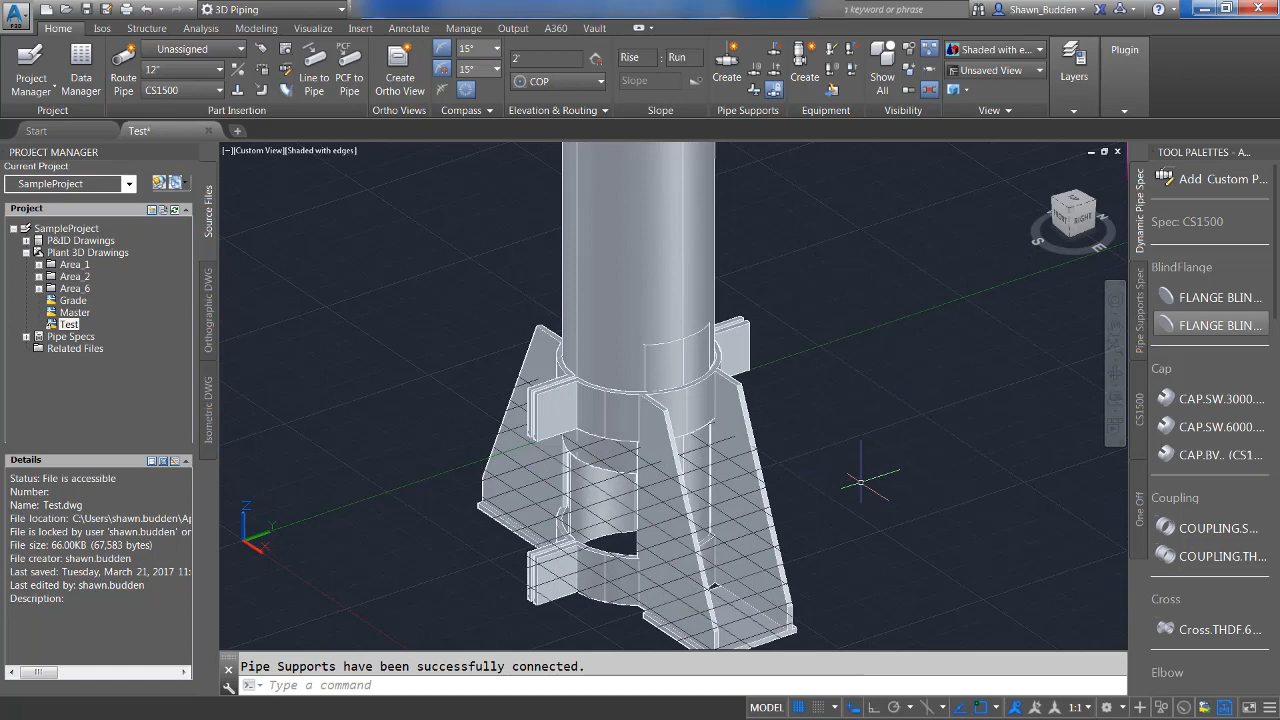 3D Piping
keyword or phrase
Shawn_Budden
P3D
Home
Isos
Structure
Analysis
Modeling
Visualize
Insert
Annotate
Manage
Output
A360
Vault
Project Manager
Data Manager
Project
Route Pipe
Unassigned
12"
CS1500
Part Insertion
Line to Pipe
PCF to Pipe
Create Ortho View
Ortho Views
15°
15°
Compass
2'
COP
Elevation & Routing
Rise : Run
Slope
Slope
Create
Pipe Supports
Create
Equipment
Show All
Visibility
Shaded with e...
Unsaved View
View
Layers
Plugin
Start
Test*
PROJECT MANAGER
Current Project
SampleProject
Project
SampleProject
P&ID Drawings
Plant 3D Drawings
Area_1
Area_2
Area_6
Grade
Master
Test
Pipe Specs
Related Files
Source Files
Orthographic DWG
Isometric DWG
Details
Status: File is accessible
Number:
Name: Test.dwg
File location: C:\Users\shawn.budden\Ap
File is locked by user 'shawn.budden' or
File size: 66.00KB (67,583 bytes)
File creator: shawn.budden
Last saved: Tuesday, March 21, 2017 11:
Last edited by: shawn.budden
Description:
[−][Custom View][Shaded with edges]
FRONT
RIGHT
S
E
Z
Y
X
Pipe Supports have been successfully connected.
Type a command
TOOL PALETTES - A...
Dynamic Pipe Spec
Pipe Supports Spec
CS1500
One Off
Add Custom P...
Spec: CS1500
BlindFlange
FLANGE BLIN...
FLANGE BLIN...
Cap
CAP.SW.3000....
CAP.SW.6000....
CAP.BV.. (CS1...
Coupling
COUPLING.S...
COUPLING.TH...
Cross
Cross.THDF.6...
Elbow
MODEL
1:1